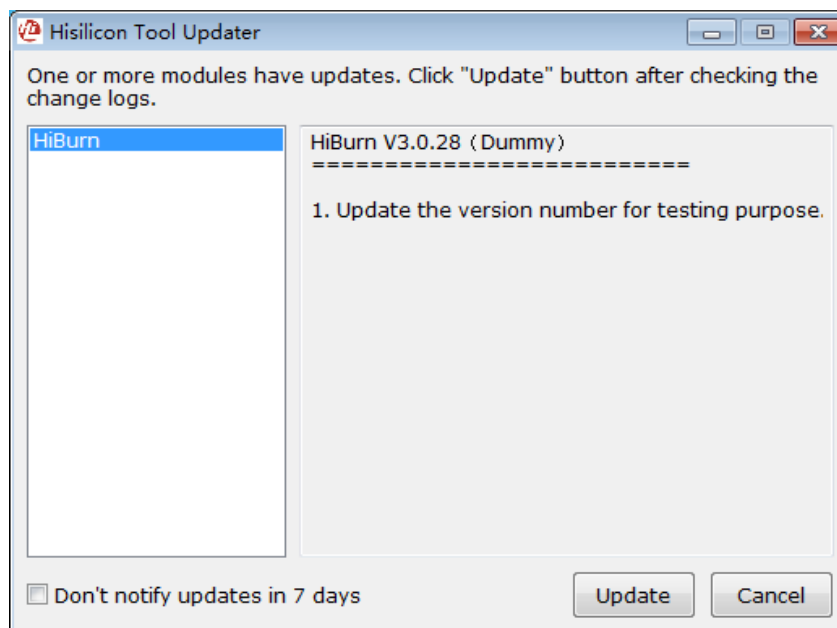 Hisilicon Tool Updater
One or more modules have updates. Click "Update" button after checking the
change logs.
HiBurn
HiBurn V3.0.28（Dummy）
==========================
1. Update the version number for testing purpose.
Don't notify updates in 7 days
Update
Cancel